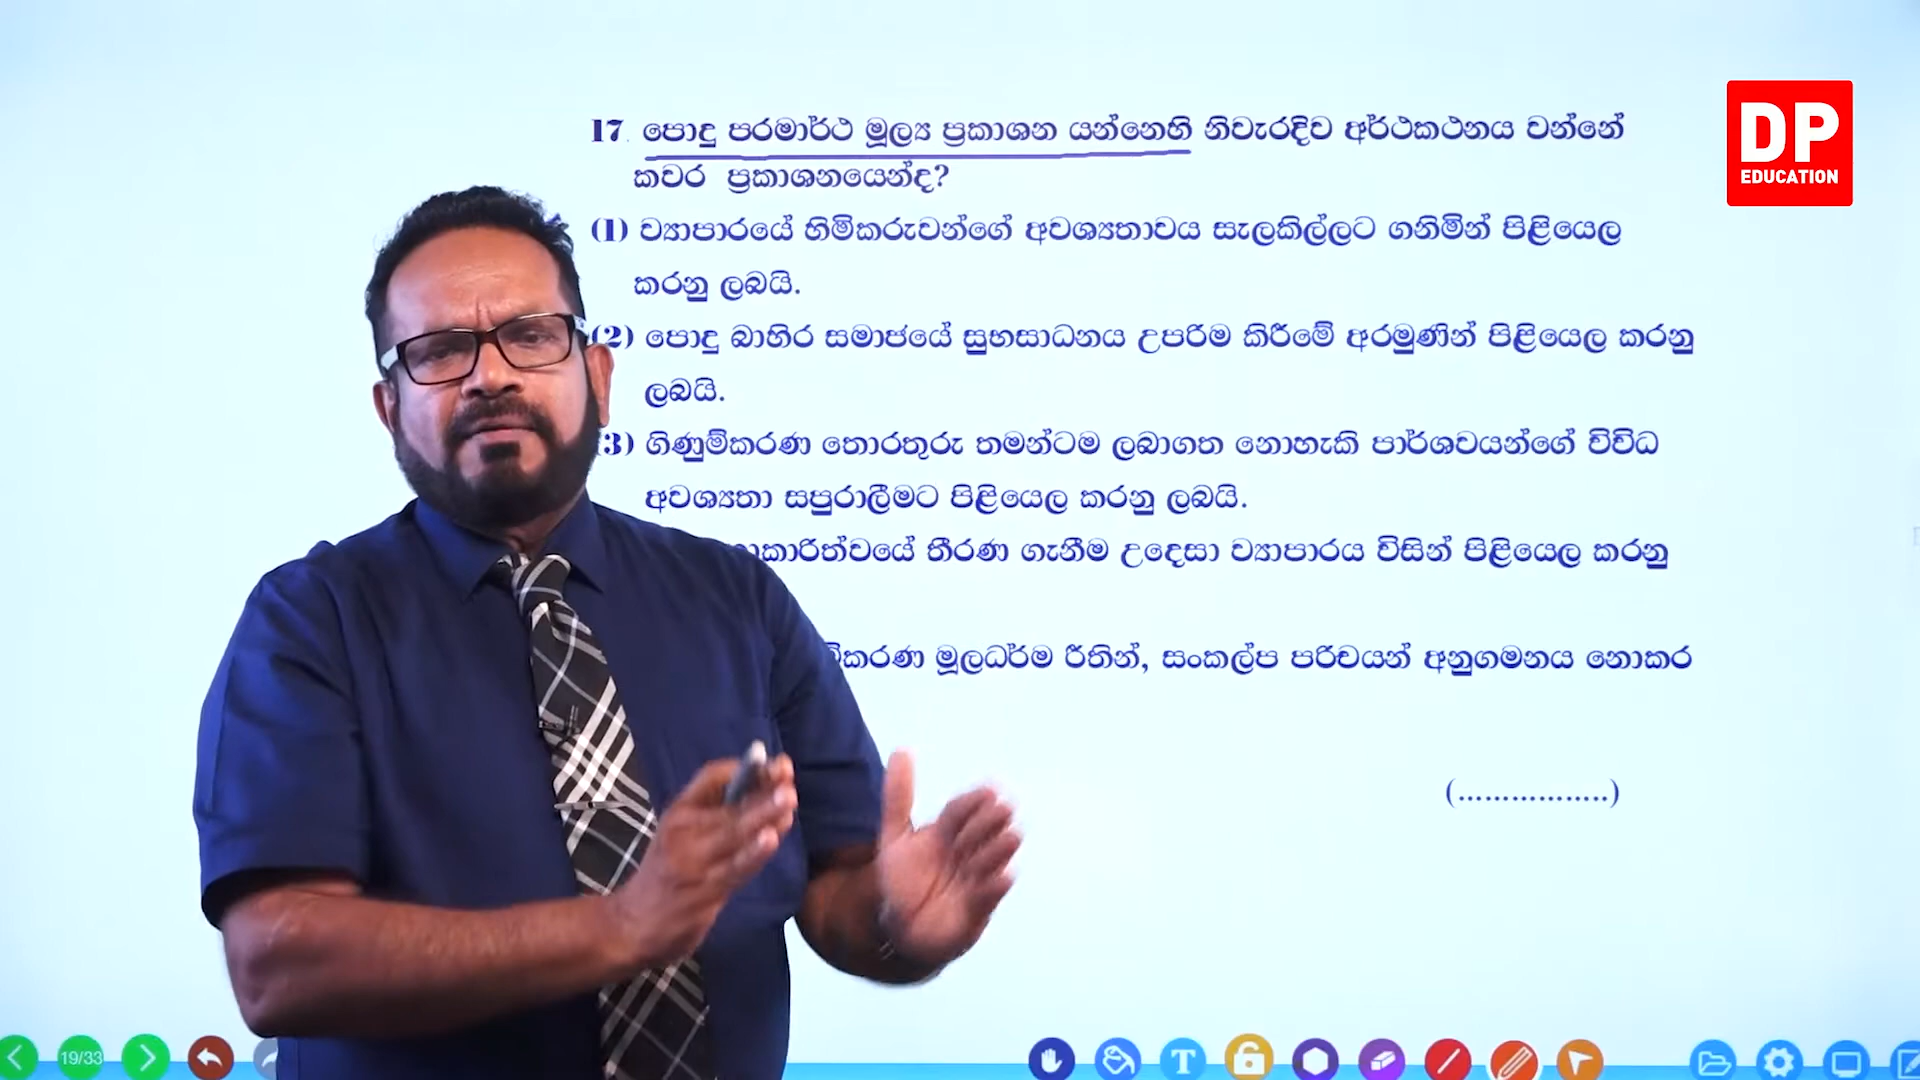 DP
EDUCATION
17. පොදු පරමාර්ථ මූල්‍ය ප්‍රකාශන යන්නෙහි නිවැරදිව අර්ථකථනය වන්නේ
කවර ප්‍රකාශනයෙන්ද?
(1) ව්‍යාපාරයේ හිමිකරුවන්ගේ අවශ්‍යතාවය සැලකිල්ලට ගනිමින් පිළියෙල
කරනු ලබයි.
(2) පොදු බාහිර සමාජයේ සුභසාධනය උපරිම කිරීමේ අරමුණින් පිළියෙල කරනු
ලබයි.
3) ගිණුම්කරණ තොරතුරු තමන්ටම ලබාගත නොහැකි පාර්ශවයන්ගේ විවිධ
අවශ්‍යතා සපුරාලීමට පිළියෙල කරනු ලබයි.
තීරණ ගැනීම උදෙසා ව්‍යාපාරය විසින් පිළියෙල කරනු
මූලධර්ම රීතින්, සංකල්ප පරිචයන් අනුගමනය නොකර
(..................)
19/33
T